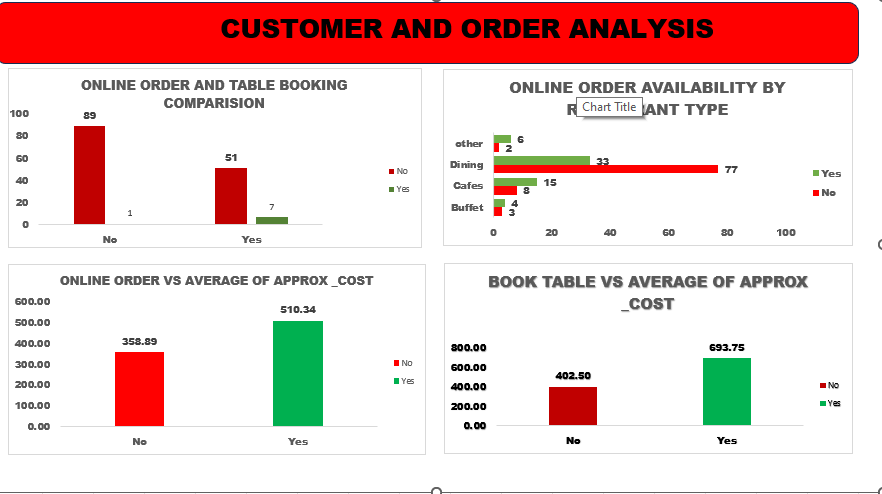 CUSTOMER AND ORDER ANALYSIS
ONLINE ORDER AND TABLE BOOKING
COMPARISION
100
80
60
40
20
0
89
1
51
7
No
Yes
No
Yes
ONLINE ORDER AVAILABILITY BY
R ANT TYPE
Chart Title
other
Dining
Cafes
Buffet
6
2
33
77
15
8
4
3
0 20 40 60 80 100
Yes
No
ONLINE ORDER VS AVERAGE OF APPROX _COST
600.00
500.00
400.00
300.00
200.00
100.00
0.00
358.89
510.34
No
Yes
No
Yes
BOOK TABLE VS AVERAGE OF APPROX
_COST
800.00
600.00
400.00
200.00
0.00
402.50
693.75
No
Yes
No
Yes